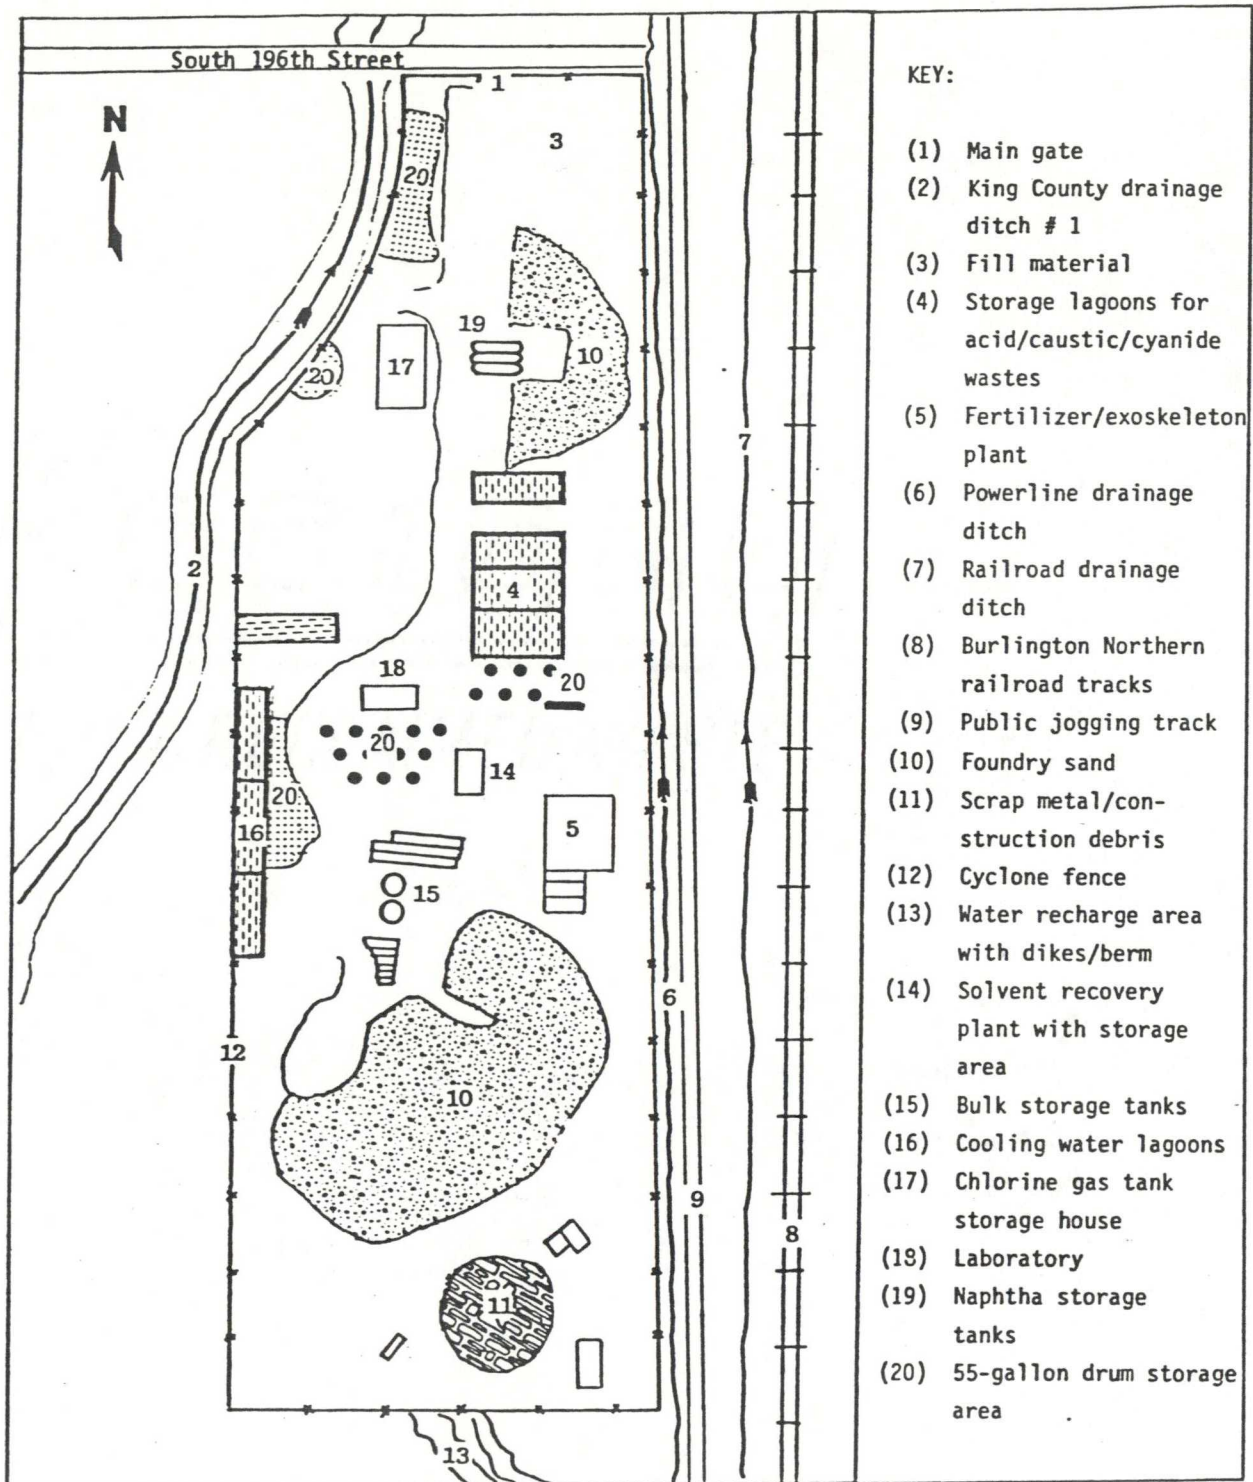 South 196th Street
N
1
3
20
19
10
17
20
7
2
4
18
20
20
14
20
16
5
15
6
12
10
9
8
11
13
KEY:
(1) Main gate
(2) King County drainage
ditch # 1
(3) Fill material
(4) Storage lagoons for
acid/caustic/cyanide
wastes
(5) Fertilizer/exoskeleton
plant
(6) Powerline drainage
ditch
(7) Railroad drainage
ditch
(8) Burlington Northern
railroad tracks
(9) Public jogging track
(10) Foundry sand
(11) Scrap metal/con-
struction debris
(12) Cyclone fence
(13) Water recharge area
with dikes/berm
(14) Solvent recovery
plant with storage
area
(15) Bulk storage tanks
(16) Cooling water lagoons
(17) Chlorine gas tank
storage house
(18) Laboratory
(19) Naphtha storage
tanks
(20) 55-gallon drum storage
area